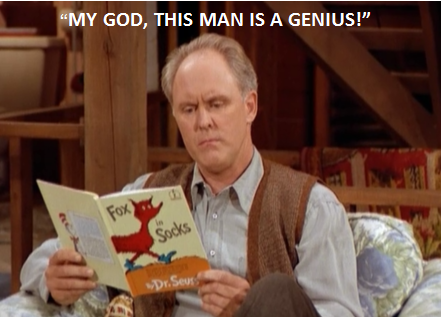 “MY GOD, THIS MAN IS A GENIUS!”
FOX
in
Socks
By Dr. Seuss